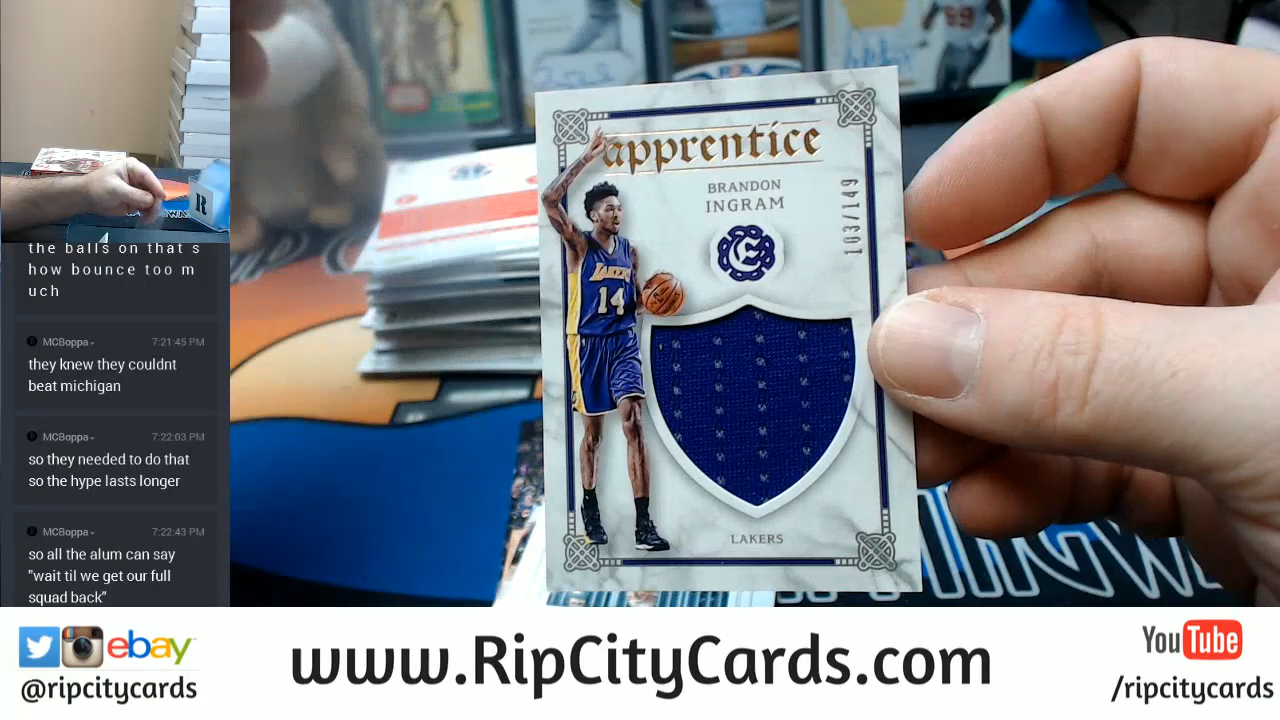 the balls on that s
how bounce too m
uch
MCBoppa
7:21:45 PM
they knew they couldnt
beat michigan
MCBoppa
7:22:03 PM
so they needed to do that
so the hype lasts longer
MCBoppa
7:22:43 PM
so all the alum can say
"wait til we get our full
squad back"
R
apprentice
BRANDON
INGRAM
103/149
E
LAKERS
14
LAKERS
99
ebay
@ripcitycards
www.RipCityCards.com
YouTube
/ripcitycards